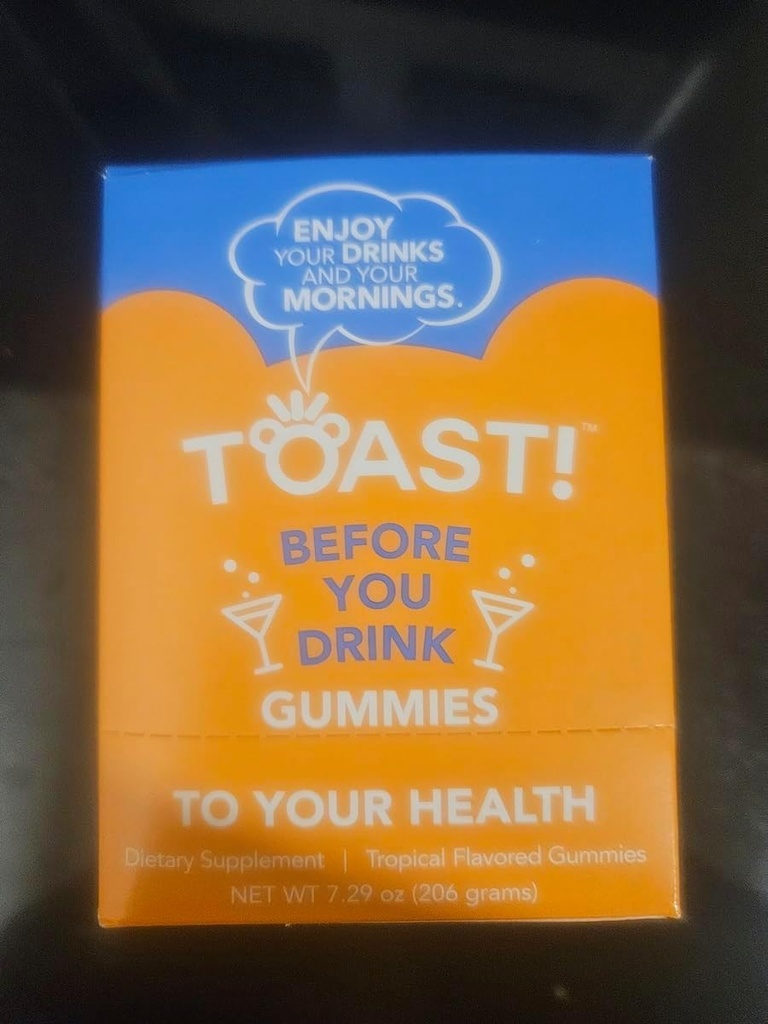 ENJOY
YOUR DRINKS
AND YOUR
MORNINGS.
TOAST!™
BEFORE
YOU
DRINK
GUMMIES
TO YOUR HEALTH
Dietary Supplement | Tropical Flavored Gummies
NET WT 7.29 oz (206 grams)